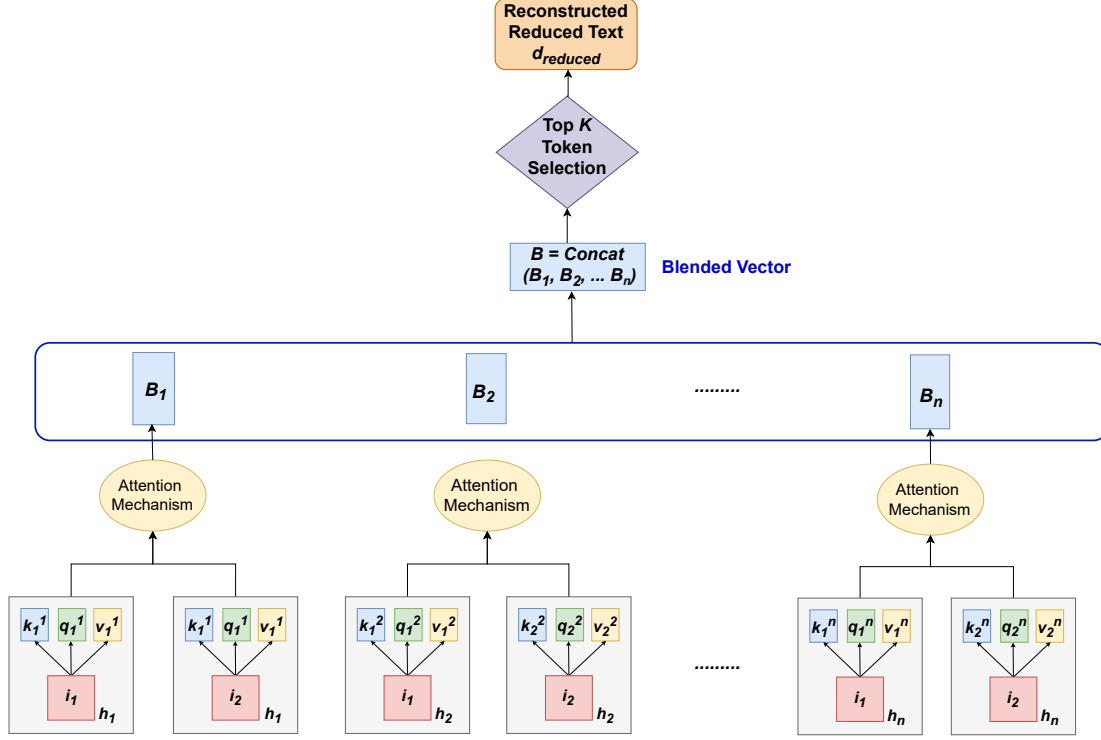 Reconstructed
Reduced Text
d_reduced
Top K
Token
Selection
B = Concat
(B_1, B_2, ... B_n)
Blended Vector
B_1
B_2
.........
B_n
Attention
Mechanism
Attention
Mechanism
Attention
Mechanism
k_1^1 q_1^1 v_1^1
k_1^1 q_1^1 v_1^1
k_1^2 q_1^2 v_1^2
k_2^2 q_2^2 v_2^2
k_1^n q_1^n v_1^n
k_2^n q_2^n v_2^n
.........
i_1
h_1
i_2
h_1
i_1
h_2
i_2
h_2
i_1
h_n
i_2
h_n